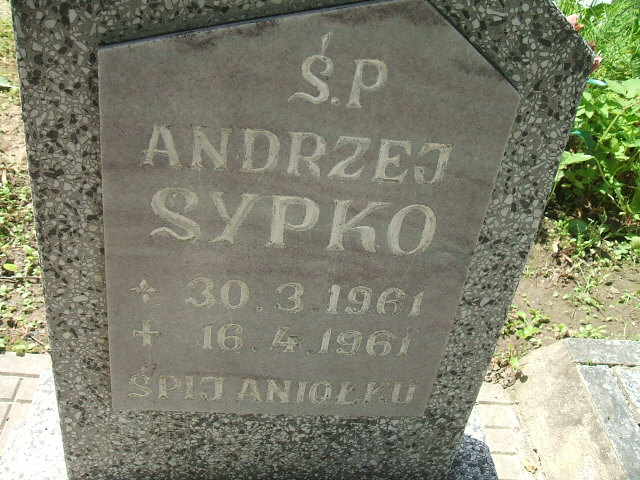 Ś.P
ANDRZEJ
SYPKO
30.3.1961
16.4.1961
ŚPIJ ANIOŁKU